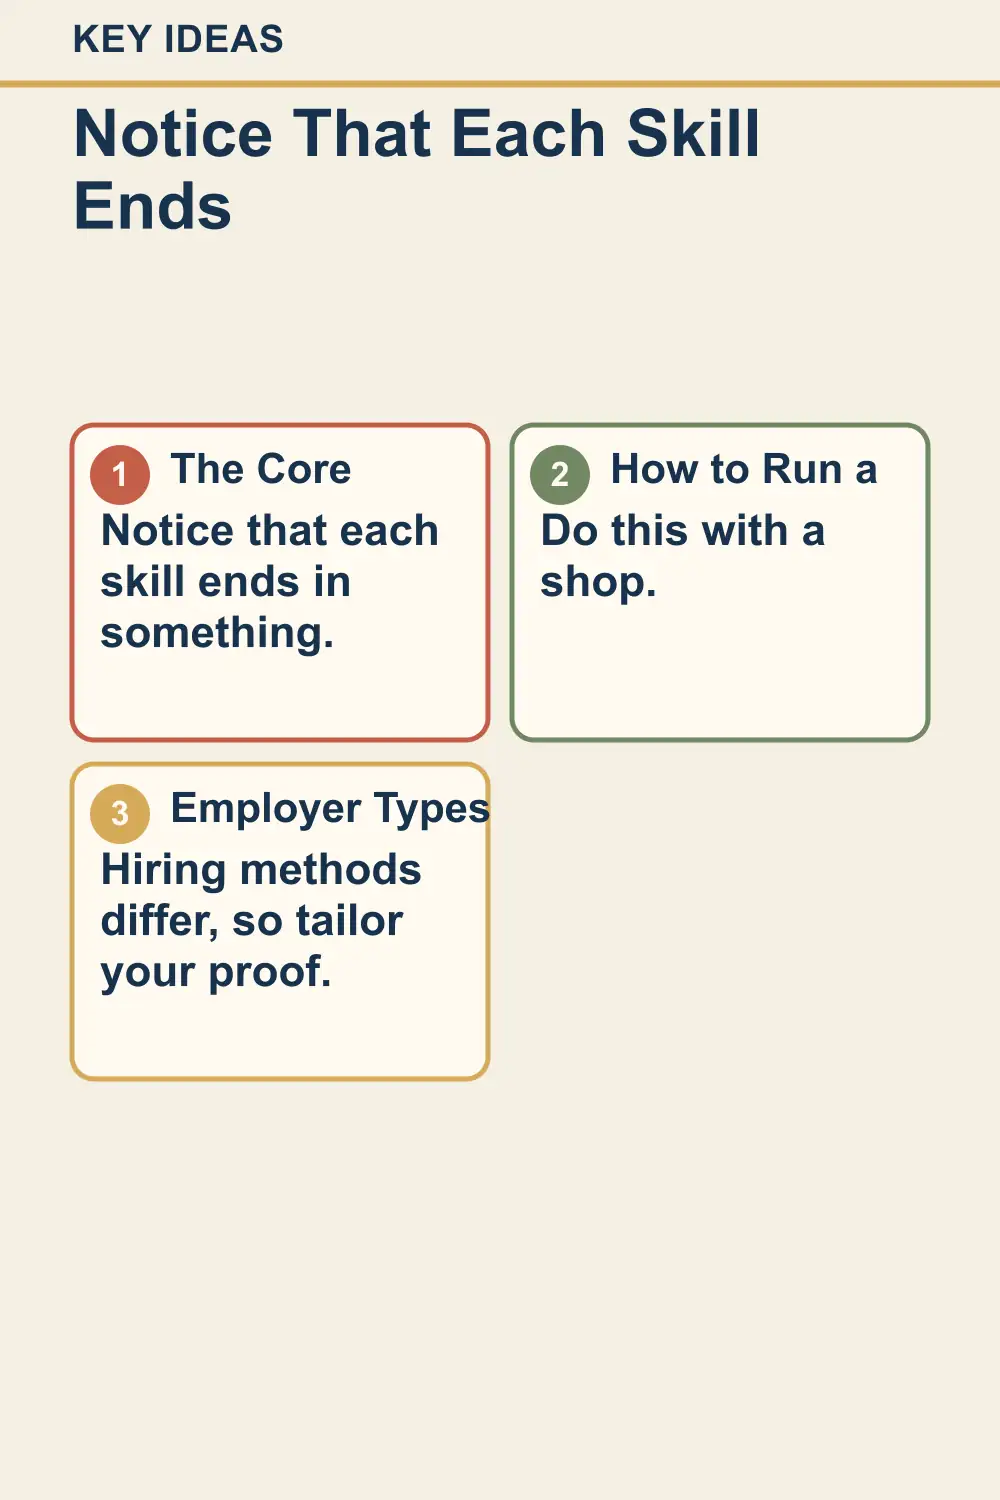 KEY IDEAS
Notice That Each Skill
Ends
1 The Core
Notice that each
skill ends in
something.
2 How to Run a
Do this with a
shop.
3 Employer Types
Hiring methods
differ, so tailor
your proof.